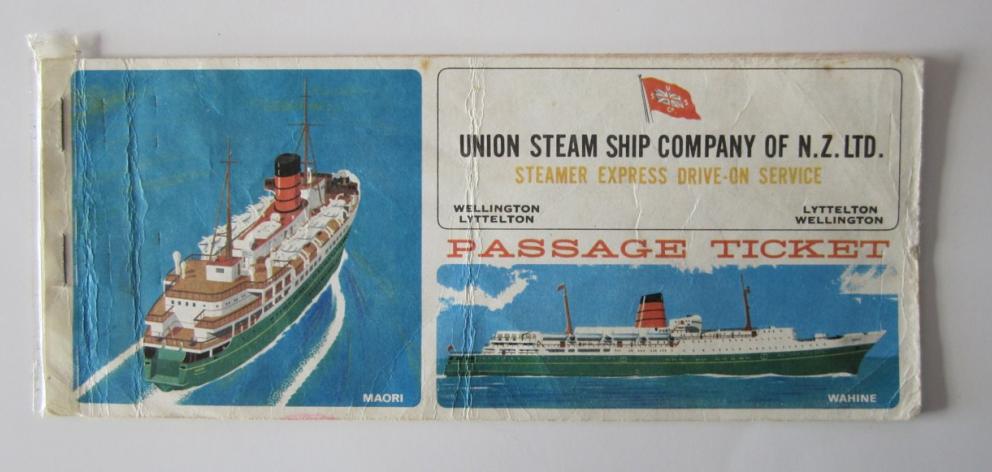 UNION STEAM SHIP COMPANY OF N.Z. LTD.
STEAMER EXPRESS DRIVE-ON SERVICE
WELLINGTON
LYTTELTON
LYTTELTON
WELLINGTON
PASSAGE TICKET
MAORI
WAHINE